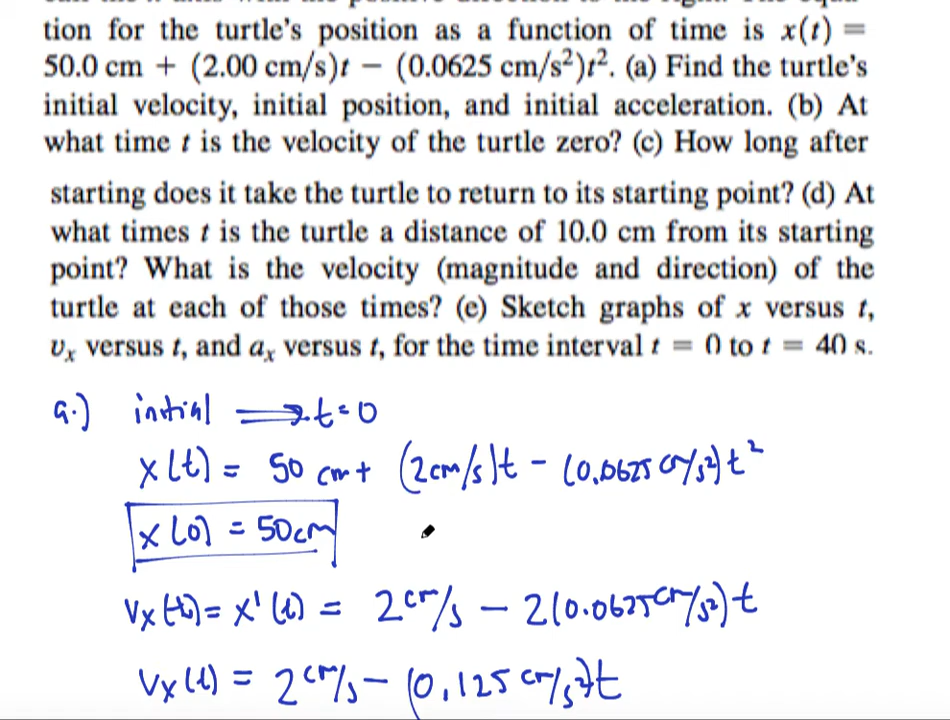 tion for the turtle's position as a function of time is x(t) =
50.0 cm + (2.00 cm/s)t − (0.0625 cm/s²)t². (a) Find the turtle's
initial velocity, initial position, and initial acceleration. (b) At
what time t is the velocity of the turtle zero? (c) How long after
starting does it take the turtle to return to its starting point? (d) At
what times t is the turtle a distance of 10.0 cm from its starting
point? What is the velocity (magnitude and direction) of the
turtle at each of those times? (e) Sketch graphs of x versus t,
vₓ versus t, and aₓ versus t, for the time interval t = 0 to t = 40 s.
a.) initial ⟹ t=0
x(t) = 50 cm + (2cm/s)t - (0.0625 cm/s²)t²
x(0) = 50cm
Vx(t) = x'(t) = 2cm/s - 2(0.0625cm/s²)t
Vx(t) = 2cm/s - (0.125 cm/s²)t